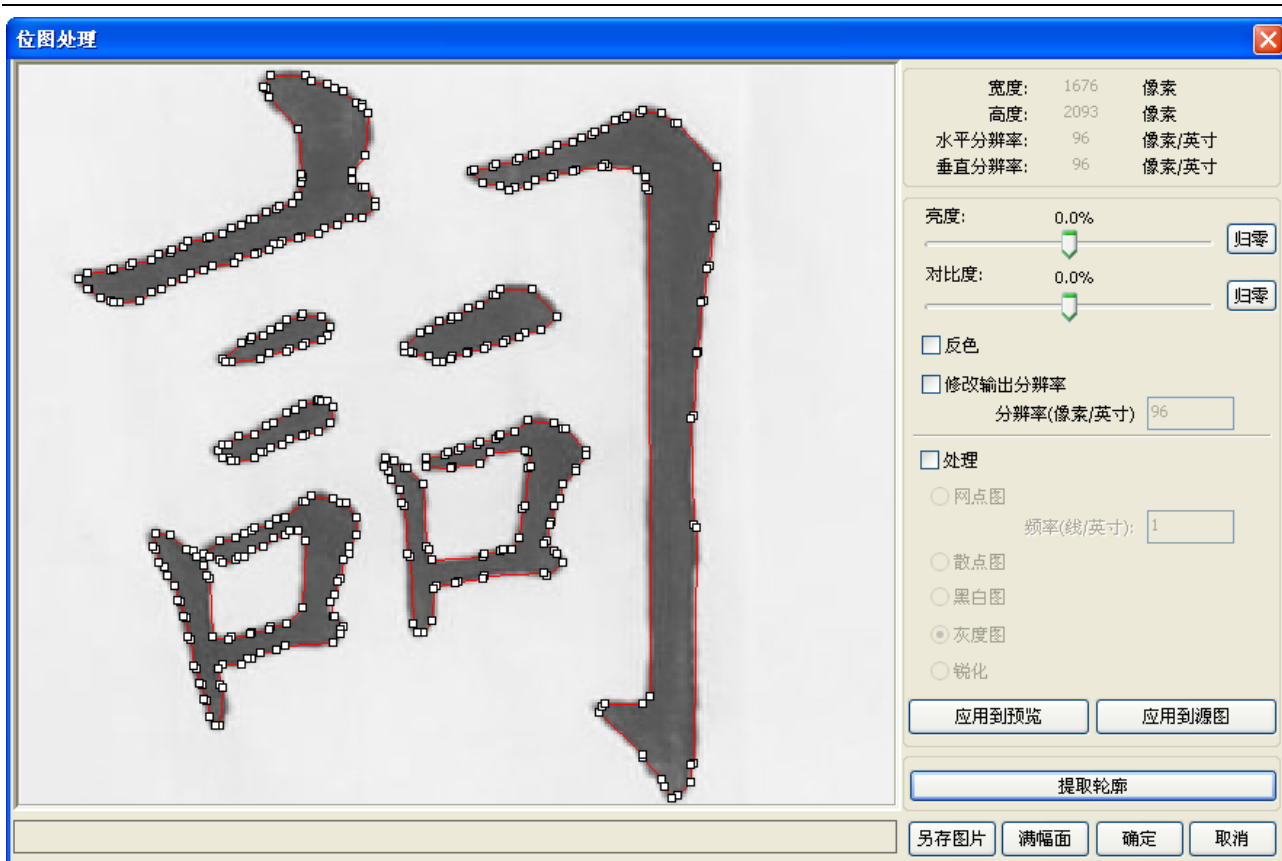 位图处理
詞
宽度: 1676 像素
高度: 2093 像素
水平分辨率: 96 像素/英寸
垂直分辨率: 96 像素/英寸
亮度: 0.0% 归零
对比度: 0.0% 归零
反色
修改输出分辨率
分辨率(像素/英寸) 96
处理
网点图
频率(线/英寸): 1
散点图
黑白图
灰度图
锐化
应用到预览 应用到源图
提取轮廓
另存图片 满幅面 确定 取消